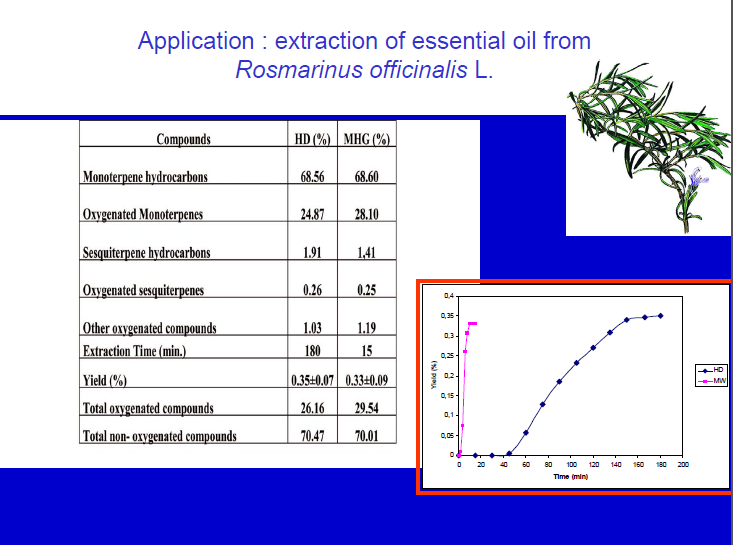 Application : extraction of essential oil from
Rosmarinus officinalis L.
Compounds HD (%) MHG (%)
Monoterpene hydrocarbons 68.56 68.60
Oxygenated Monoterpenes 24.87 28.10
Sesquiterpene hydrocarbons 1.91 1.41
Oxygenated sesquiterpenes 0.26 0.25
Other oxygenated compounds 1.03 1.19
Extraction Time (min.) 180 15
Yield (%) 0.35±0.07 0.33±0.09
Total oxygenated compounds 26.16 29.54
Total non- oxygenated compounds 70.47 70.01
0,4
0,35
0,3
0,25
0,2
0,15
0,1
0,05
0
Yield (%)
0 20 40 60 80 100 120 140 160 180 200
Time (min)
HD
MW